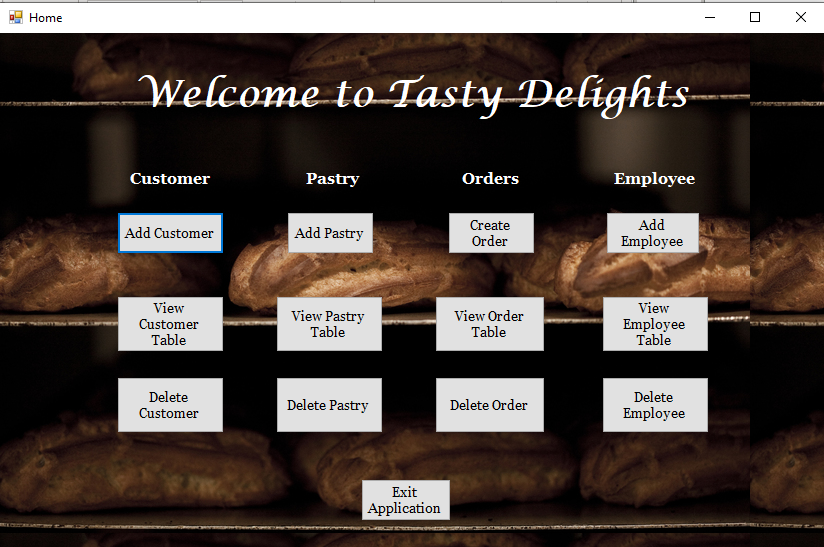 Home
Welcome to Tasty Delights
Customer
Pastry
Orders
Employee
Add Customer
Add Pastry
Create
Order
Add
Employee
View
Customer
Table
View Pastry
Table
View Order
Table
View
Employee
Table
Delete
Customer
Delete Pastry
Delete Order
Delete
Employee
Exit
Application